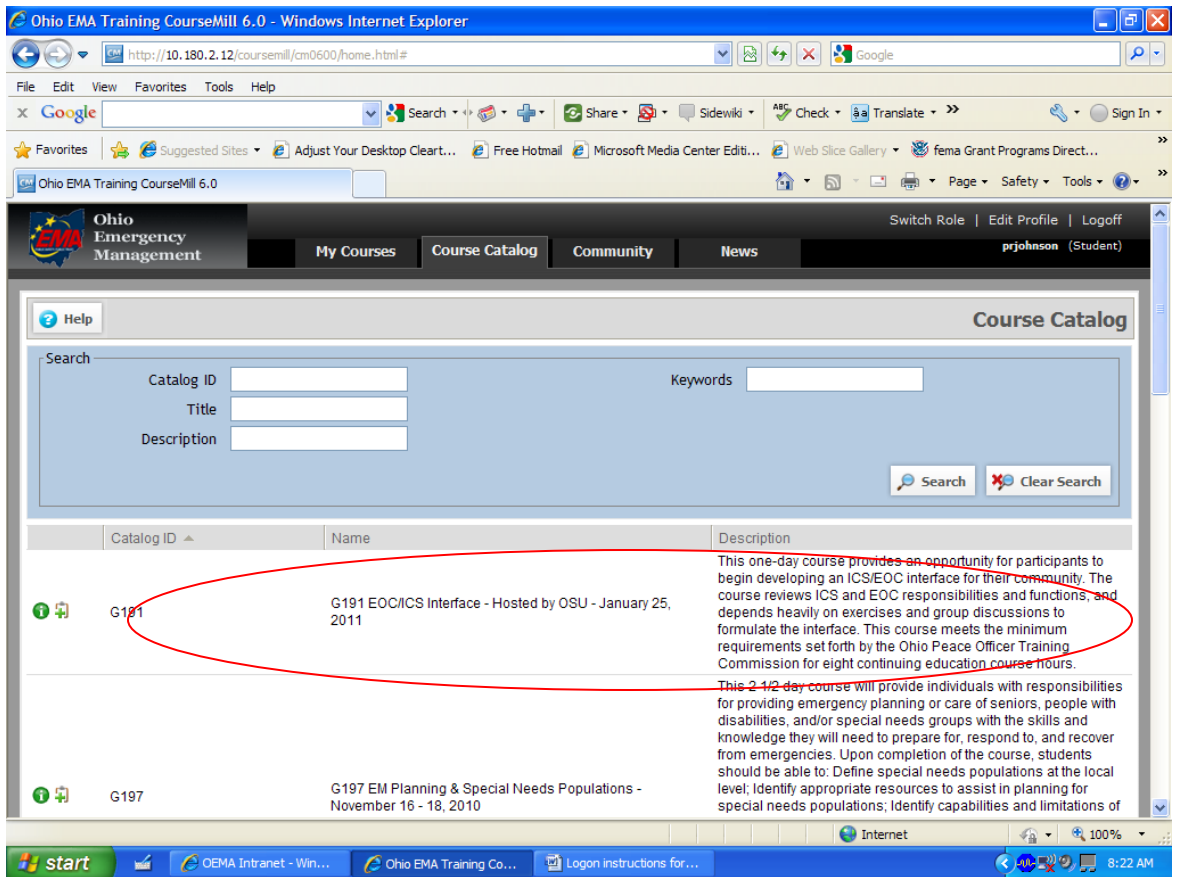 Ohio EMA Training CourseMill 6.0 - Windows Internet Explorer
http://10.180.2.12/coursemill/cm0600/home.html#
Google
File Edit View Favorites Tools Help
x Google Search Share Sidewiki ABC Check Translate >> Sign In
Favorites Suggested Sites Adjust Your Desktop Cleart... Free Hotmail Microsoft Media Center Editi... Web Slice Gallery fema Grant Programs Direct... >>
Ohio EMA Training CourseMill 6.0 Page Safety Tools >>
Switch Role | Edit Profile | Logoff
prjohnson (Student)
EMA
Ohio
Emergency
Management
My Courses Course Catalog Community News
Help Course Catalog
Search
Catalog ID Keywords
Title
Description
Search Clear Search
Catalog ID Name Description
G191
G191 EOC/ICS Interface - Hosted by OSU - January 25,
2011
This one-day course provides an opportunity for participants to
begin developing an ICS/EOC interface for their community. The
course reviews ICS and EOC responsibilities and functions, and
depends heavily on exercises and group discussions to
formulate the interface. This course meets the minimum
requirements set forth by the Ohio Peace Officer Training
Commission for eight continuing education course hours.
G197
G197 EM Planning & Special Needs Populations -
November 16 - 18, 2010
This 2 1/2 day course will provide individuals with responsibilities
for providing emergency planning or care of seniors, people with
disabilities, and/or special needs groups with the skills and
knowledge they will need to prepare for, respond to, and recover
from emergencies. Upon completion of the course, students
should be able to: Define special needs populations at the local
level; Identify appropriate resources to assist in planning for
special needs populations; Identify capabilities and limitations of
Internet 100%
start OEMA Intranet - Win... Ohio EMA Training Co... Logon instructions for... 8:22 AM